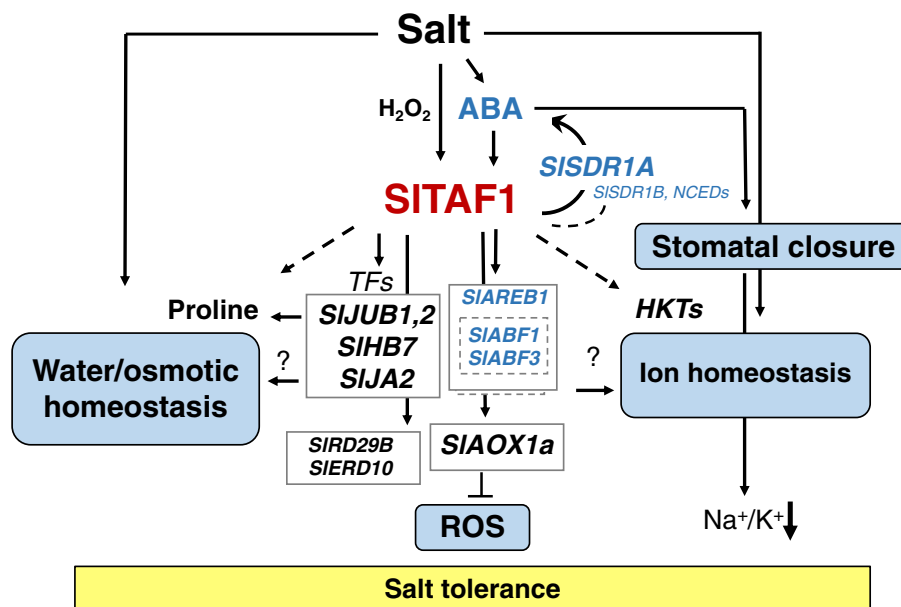 Salt
H₂O₂
ABA
SlSDR1A
SlSDR1B, NCEDs
SlTAF1
Stomatal closure
TFs
Proline
SlJUB1,2
SlHB7
SlJA2
SlAREB1
SlABF1
SlABF3
HKTs
?
?
Water/osmotic
homeostasis
Ion homeostasis
SlRD29B
SlERD10
SlAOX1a
ROS
Na⁺/K⁺
Salt tolerance